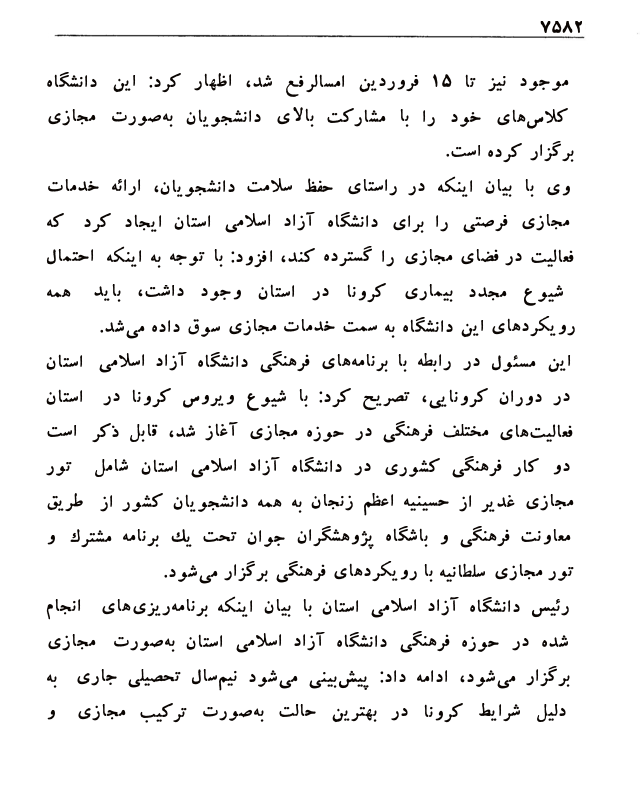 ۷۵۸۲
موجود نیز تا ۱۵ فروردین امسالرفع شد، اظهار کرد: این دانشگاه
کلاس‌های خود را با مشارکت بالای دانشجویان به‌صورت مجازی
برگزار کرده است.
وی با بیان اینکه در راستای حفظ سلامت دانشجویان، ارائه خدمات
مجازی فرصتی را برای دانشگاه آزاد اسلامی استان ایجاد کرد که
فعالیت در فضای مجازی را گسترده کند، افزود: با توجه به اینکه احتمال
شیوع مجدد بیماری کرونا در استان وجود داشت، باید همه
رویکردهای این دانشگاه به سمت خدمات مجازی سوق داده می‌شد.
این مسئول در رابطه با برنامه‌های فرهنگی دانشگاه آزاد اسلامی استان
در دوران کرونایی، تصریح کرد: با شیوع ویروس کرونا در استان
فعالیت‌های مختلف فرهنگی در حوزه مجازی آغاز شد، قابل ذکر است
دو کار فرهنگی کشوری در دانشگاه آزاد اسلامی استان شامل تور
مجازی غدیر از حسینیه اعظم زنجان به همه دانشجویان کشور از طریق
معاونت فرهنگی و باشگاه پژوهشگران جوان تحت یك برنامه مشترك و
تور مجازی سلطانیه با رویکردهای فرهنگی برگزار می‌شود.
رئیس دانشگاه آزاد اسلامی استان با بیان اینکه برنامه‌ریزی‌های انجام
شده در حوزه فرهنگی دانشگاه آزاد اسلامی استان به‌صورت مجازی
برگزار می‌شود، ادامه داد: پیش‌بینی می‌شود نیم‌سال تحصیلی جاری به
دلیل شرایط کرونا در بهترین حالت به‌صورت ترکیب مجازی و